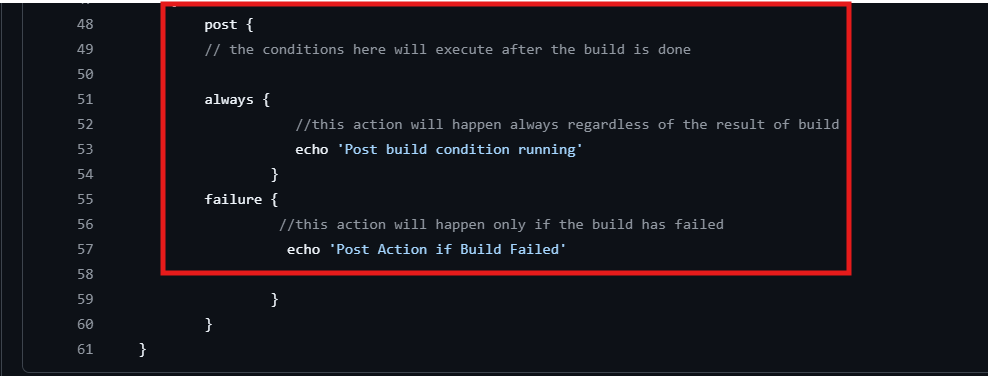 48 post {
49 // the conditions here will execute after the build is done
50
51 always {
52 //this action will happen always regardless of the result of build
53 echo 'Post build condition running'
54 }
55 failure {
56 //this action will happen only if the build has failed
57 echo 'Post Action if Build Failed'
58
59 }
60 }
61 }